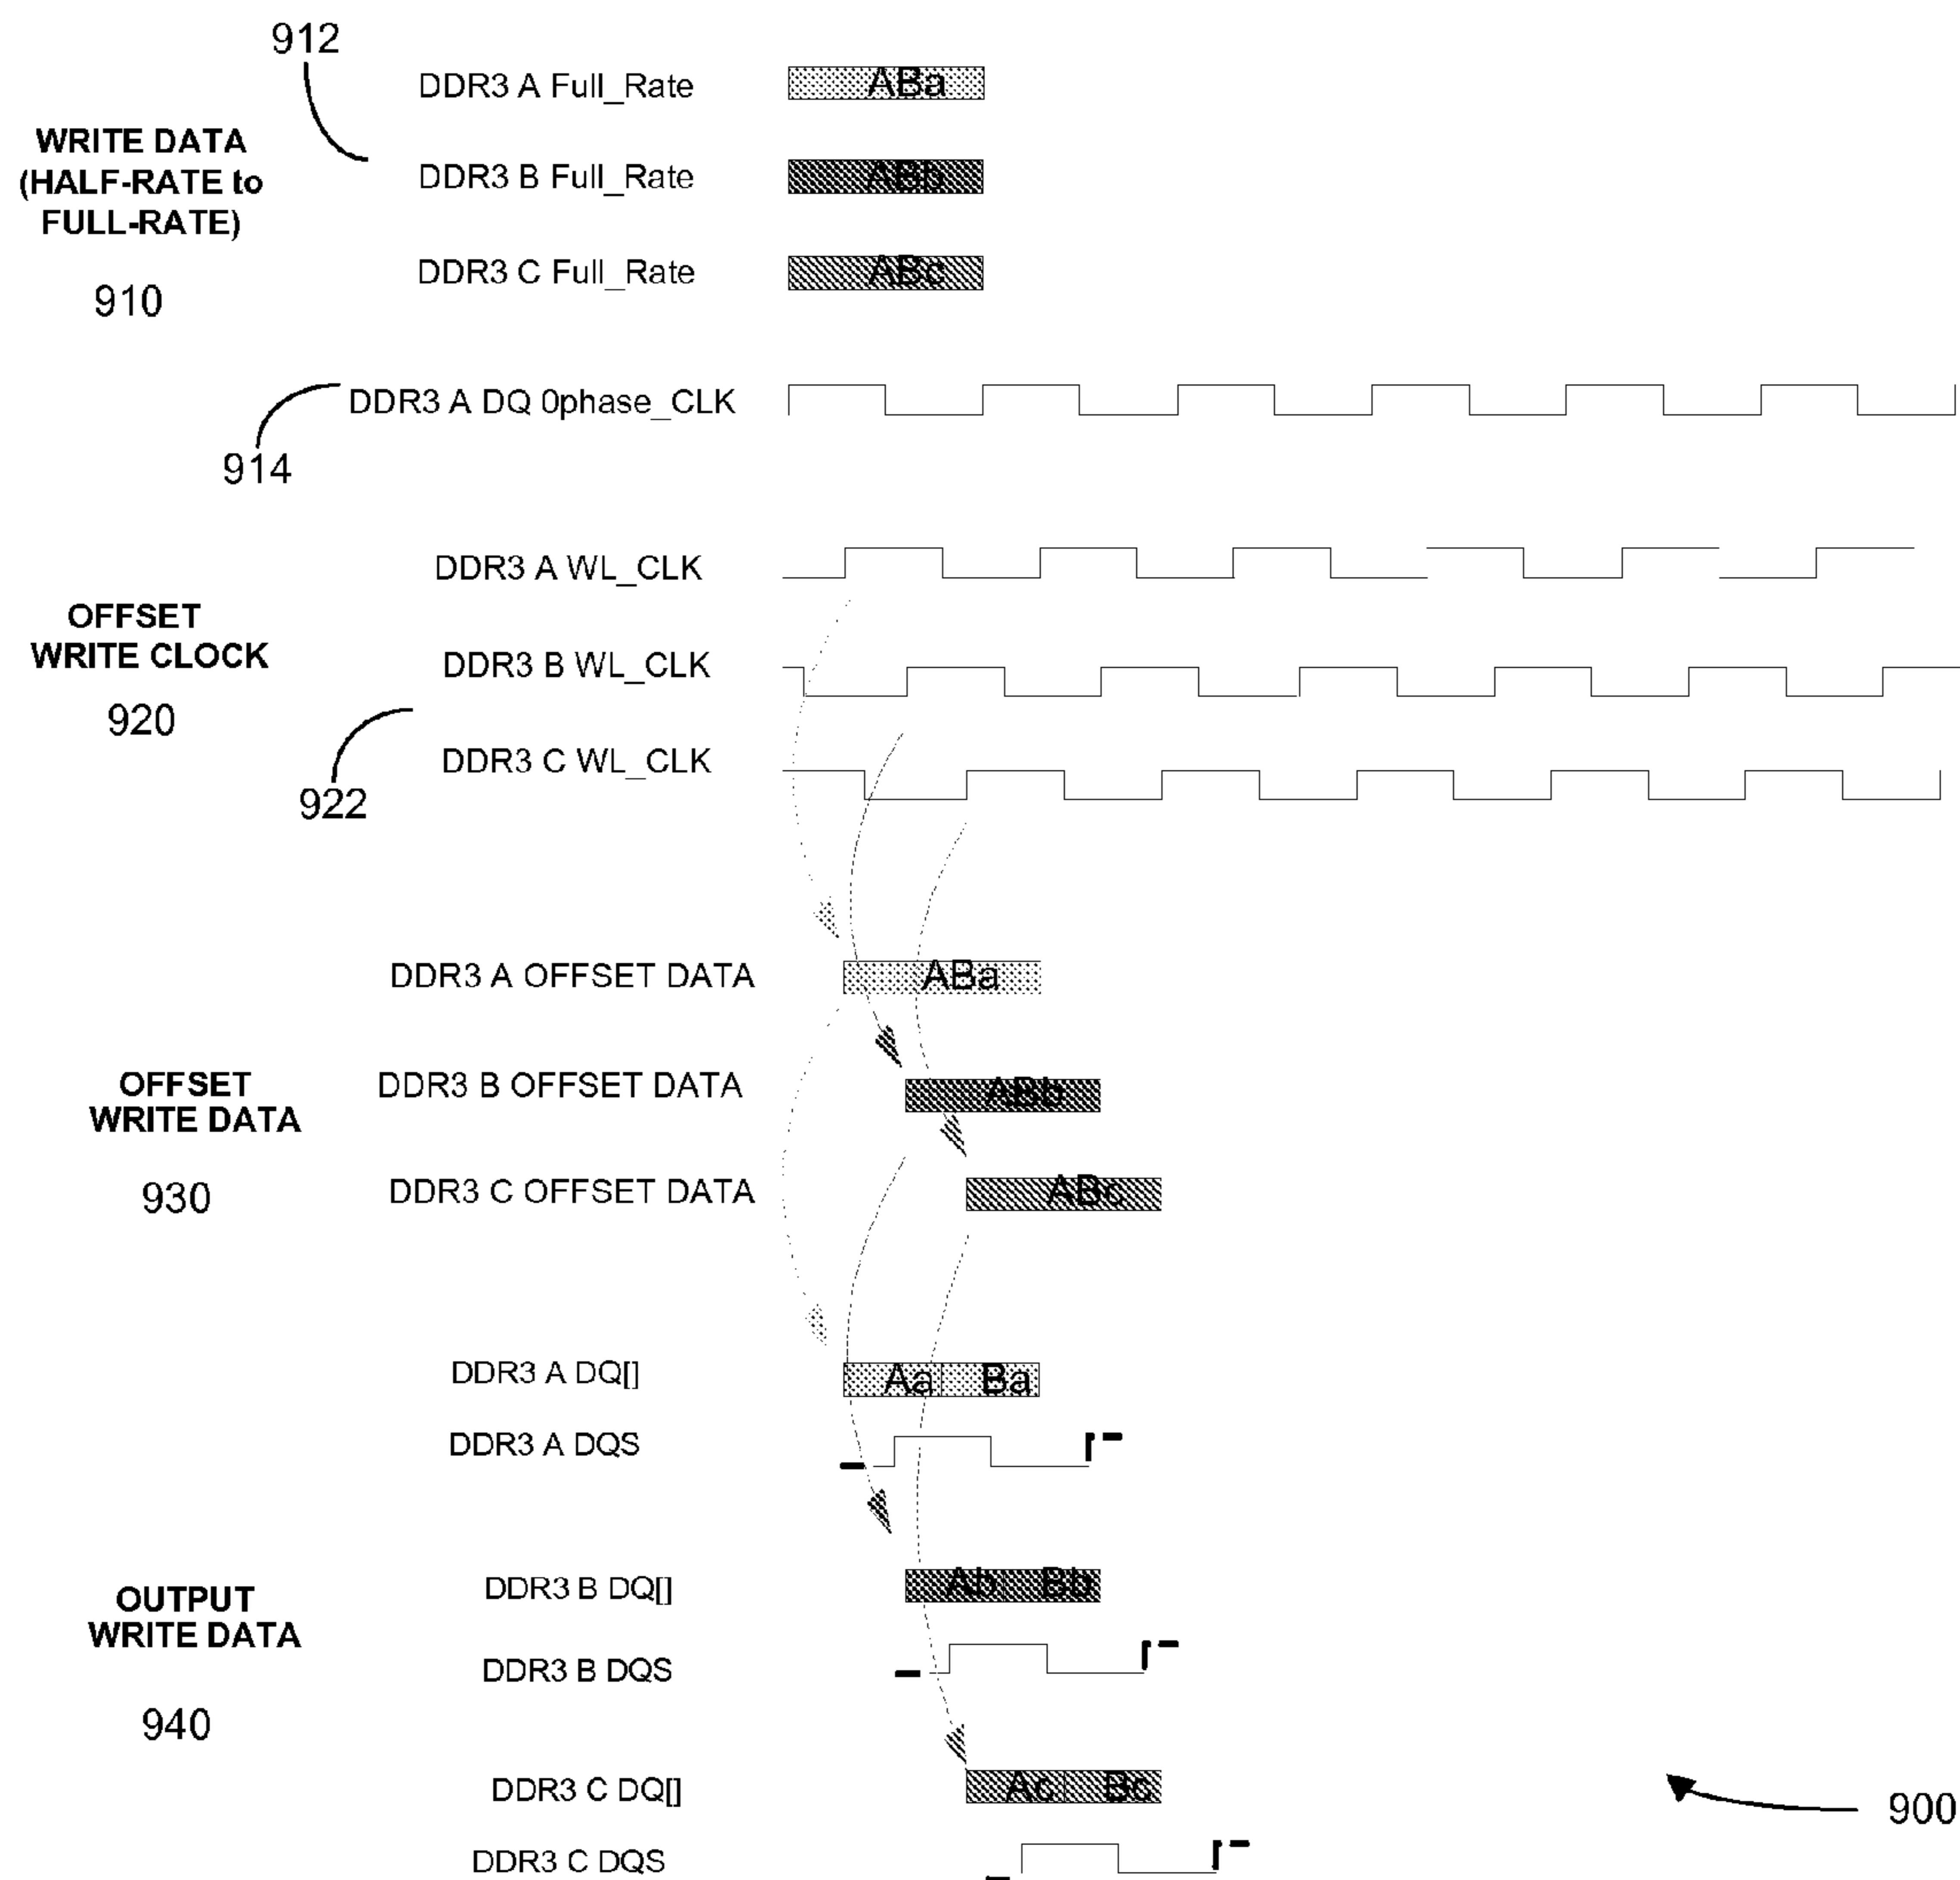 912
DDR3 A Full_Rate
ABa
WRITE DATA
(HALF-RATE to
FULL-RATE)
910
DDR3 B Full_Rate
ABb
DDR3 C Full_Rate
ABc
DDR3 A DQ 0phase_CLK
914
DDR3 A WL_CLK
OFFSET
WRITE CLOCK
920
DDR3 B WL_CLK
DDR3 C WL_CLK
922
DDR3 A OFFSET DATA
ABa
OFFSET
WRITE DATA
930
DDR3 B OFFSET DATA
ABb
DDR3 C OFFSET DATA
ABc
DDR3 A DQ[]
Aa
Ba
DDR3 A DQS
OUTPUT
WRITE DATA
940
DDR3 B DQ[]
Ab
Bb
DDR3 B DQS
DDR3 C DQ[]
Ac
Bc
DDR3 C DQS
900